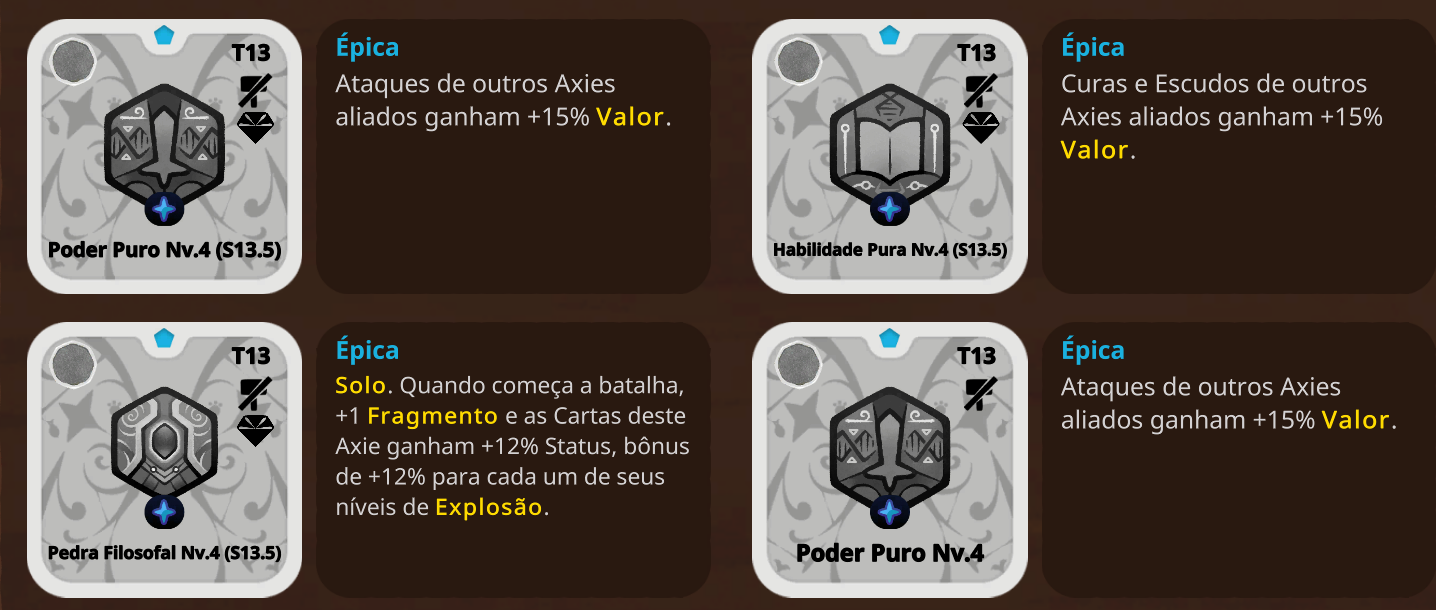 T13
Poder Puro Nv.4 (S13.5)
Épica
Ataques de outros Axies
aliados ganham +15% Valor.
T13
Habilidade Pura Nv.4 (S13.5)
Épica
Curas e Escudos de outros
Axies aliados ganham +15%
Valor.
T13
Pedra Filosofal Nv.4 (S13.5)
Épica
Solo. Quando começa a batalha,
+1 Fragmento e as Cartas deste
Axie ganham +12% Status, bônus
de +12% para cada um de seus
níveis de Explosão.
T13
Poder Puro Nv.4
Épica
Ataques de outros Axies
aliados ganham +15% Valor.